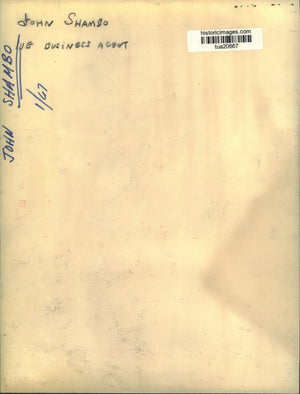 JOHN SHAMBO
UE BUSINESS AGENT
historicimages.com
tua20667
JOHN SHAMBO
1/67